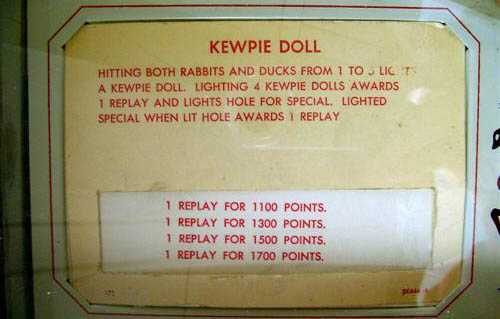 KEWPIE DOLL
HITTING BOTH RABBITS AND DUCKS FROM 1 TO 5 LIGHTS
A KEWPIE DOLL. LIGHTING 4 KEWPIE DOLLS AWARDS
1 REPLAY AND LIGHTS HOLE FOR SPECIAL. LIGHTED
SPECIAL WHEN LIT HOLE AWARDS 1 REPLAY
1 REPLAY FOR 1100 POINTS.
1 REPLAY FOR 1300 POINTS.
1 REPLAY FOR 1500 POINTS.
1 REPLAY FOR 1700 POINTS.